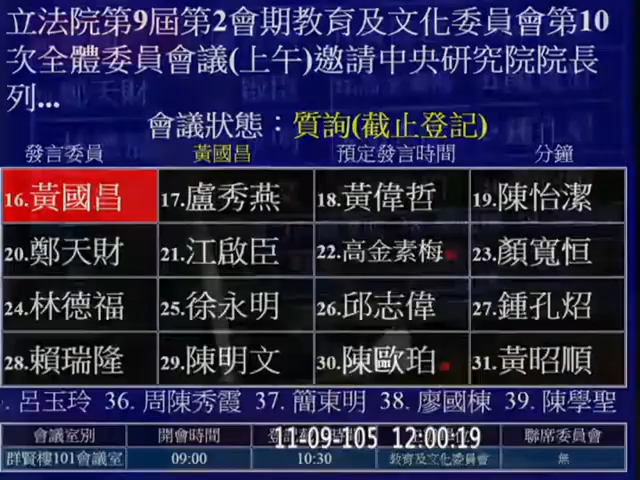 立法院第9屆第2會期教育及文化委員會第10
次全體委員會議(上午)邀請中央研究院院長
列...
會議狀態：質詢(截止登記)
發言委員 黃國昌 預定發言時間 分鐘
16.黃國昌 17.盧秀燕 18.黃偉哲 19.陳怡潔
20.鄭天財 21.江啟臣 22.高金素梅 23.顏寬恒
24.林德福 25.徐永明 26.邱志偉 27.鍾孔炤
28.賴瑞隆 29.陳明文 30.陳歐珀 31.黃昭順
呂玉玲 36. 周陳秀霞 37. 簡東明 38. 廖國棟 39. 陳學聖
會議室別 開會時間 聯席委員會
11-09-105 12:00:19
群賢樓101會議室 09:00 10:30 教育及文化委員會 無